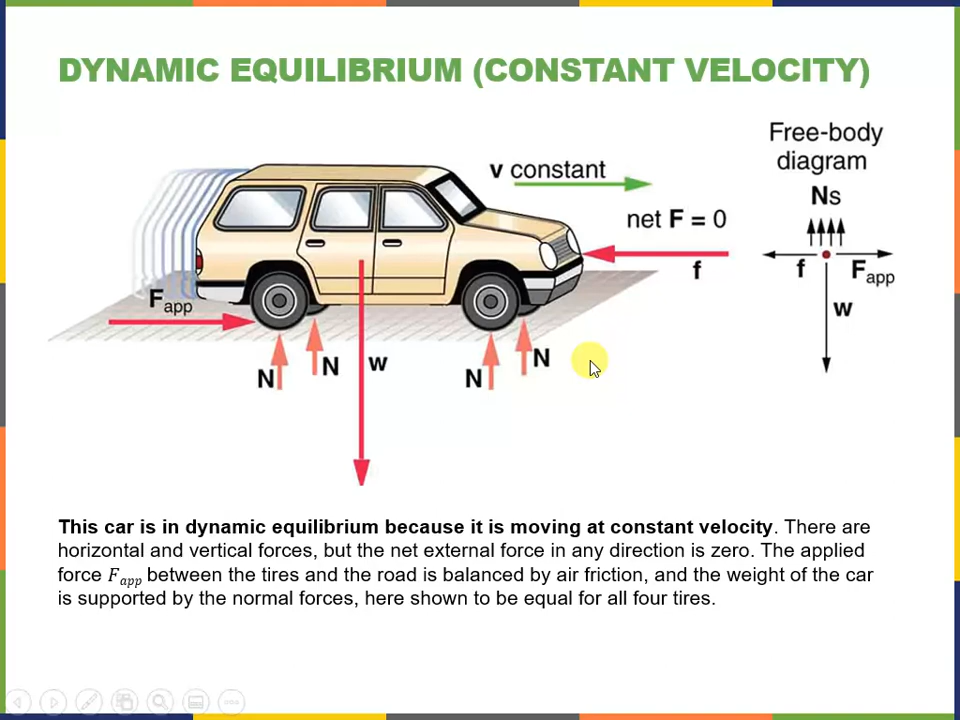 DYNAMIC EQUILIBRIUM (CONSTANT VELOCITY)
v constant
net F = 0
f
F app
N
N
w
N
N
Free-body
diagram
Ns
f
F app
w
This car is in dynamic equilibrium because it is moving at constant velocity. There are
horizontal and vertical forces, but the net external force in any direction is zero. The applied
force F app between the tires and the road is balanced by air friction, and the weight of the car
is supported by the normal forces, here shown to be equal for all four tires.